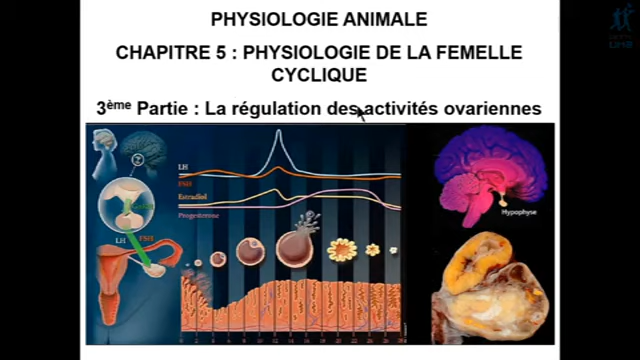 PHYSIOLOGIE ANIMALE
CHAPITRE 5 : PHYSIOLOGIE DE LA FEMELLE
CYCLIQUE
3ème Partie : La régulation des activités ovariennes
LH
FSH
Estradiol
Progesterone
Hypophyse
LH
FSH